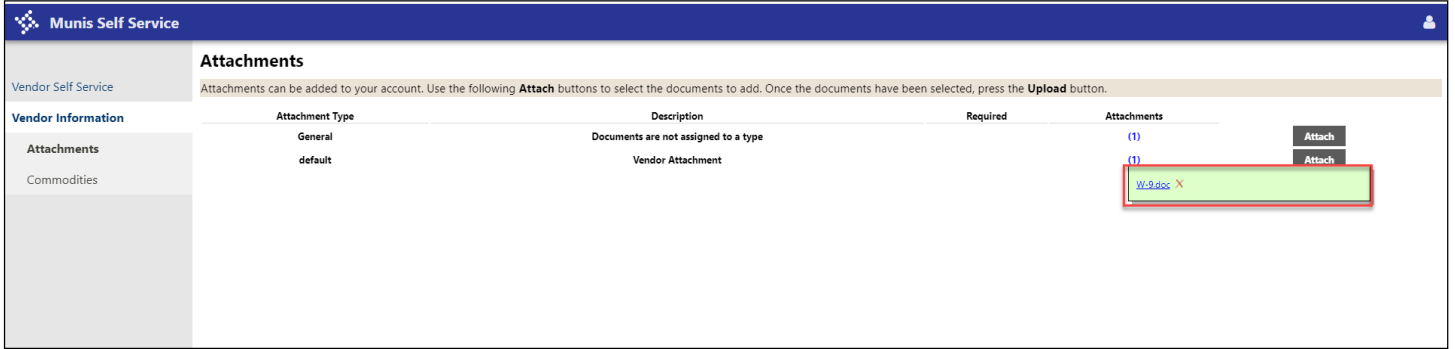 Munis Self Service
Attachments
Vendor Self Service
Attachments can be added to your account. Use the following Attach buttons to select the documents to add. Once the documents have been selected, press the Upload button.
Vendor Information
Attachment Type Description Required Attachments
General Documents are not assigned to a type (1) Attach
Attachments
default Vendor Attachment (1) Attach
Commodities
W-9.doc X